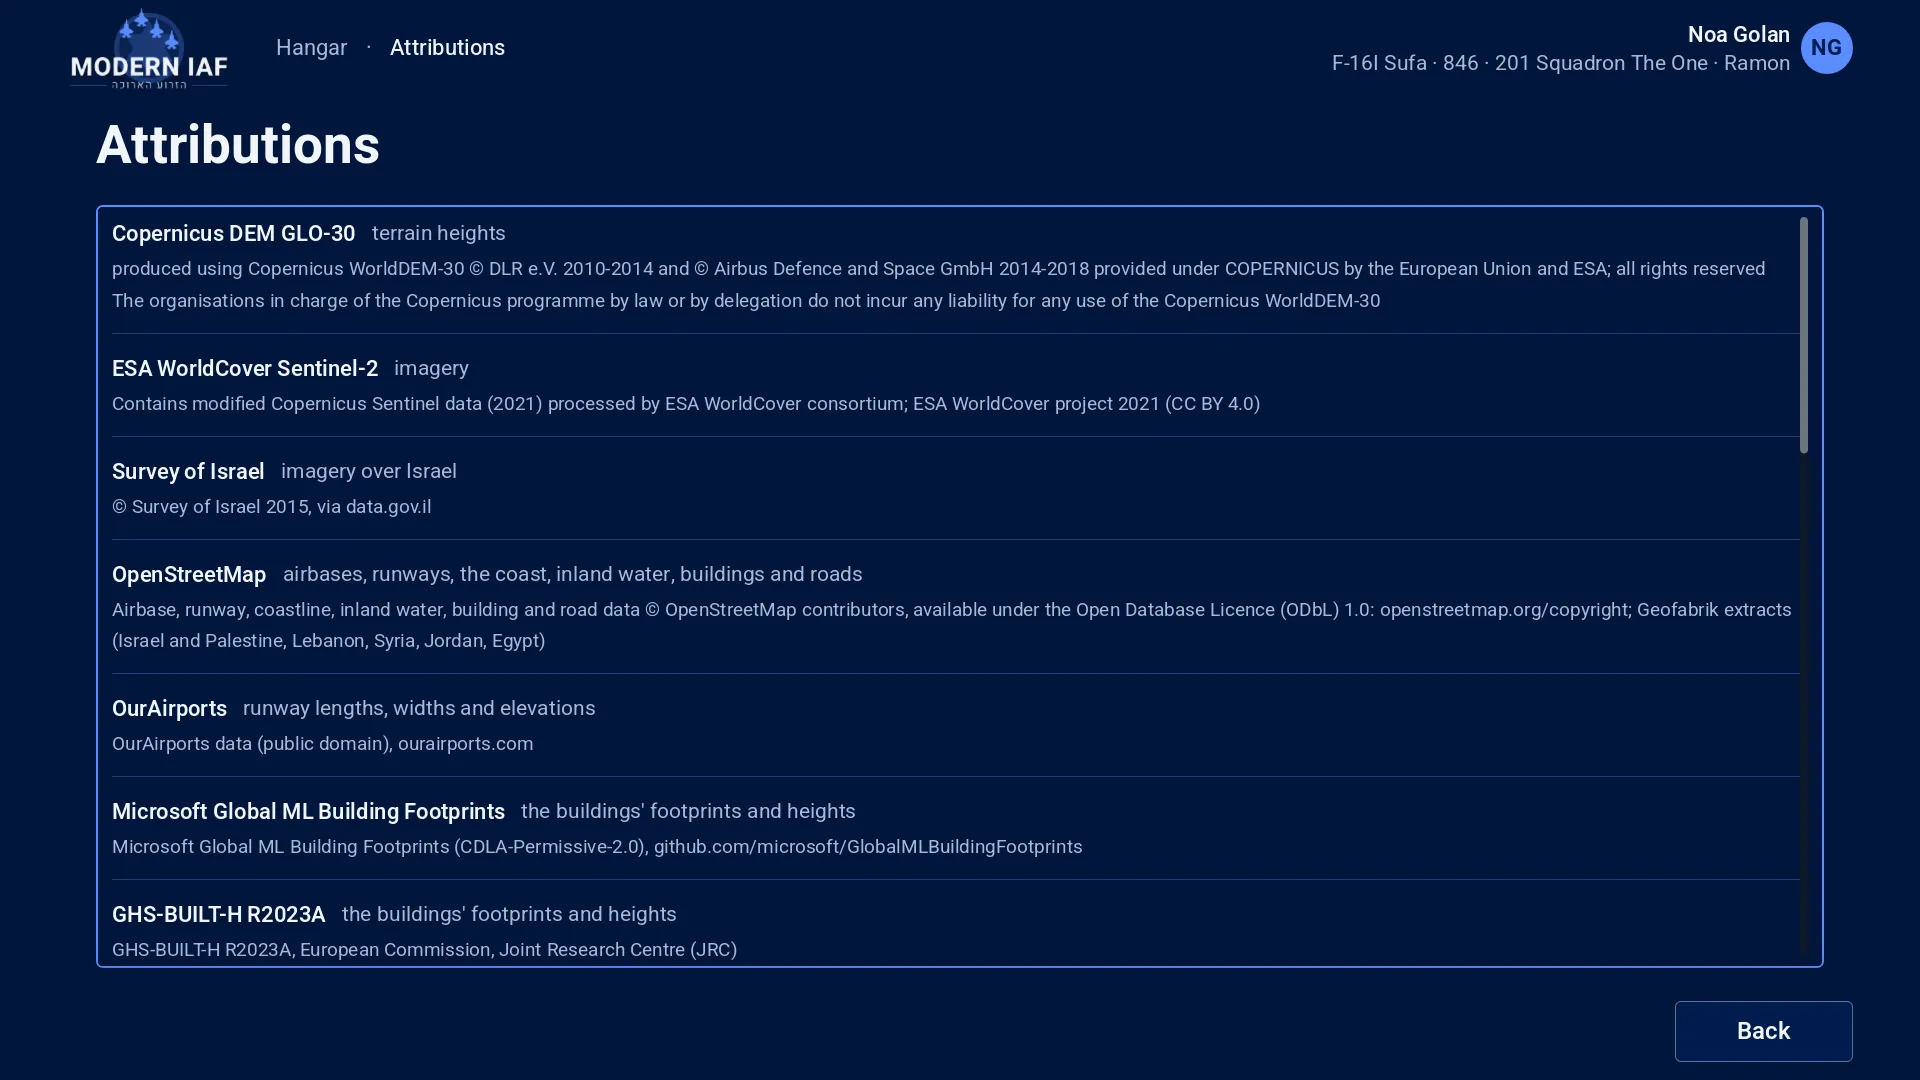 MODERN IAF
הזרוע הארוכה
Hangar · Attributions
Noa Golan
F-16I Sufa · 846 · 201 Squadron The One · Ramon
NG
Attributions
Copernicus DEM GLO-30 terrain heights
produced using Copernicus WorldDEM-30 © DLR e.V. 2010-2014 and © Airbus Defence and Space GmbH 2014-2018 provided under COPERNICUS by the European Union and ESA; all rights reserved
The organisations in charge of the Copernicus programme by law or by delegation do not incur any liability for any use of the Copernicus WorldDEM-30
ESA WorldCover Sentinel-2 imagery
Contains modified Copernicus Sentinel data (2021) processed by ESA WorldCover consortium; ESA WorldCover project 2021 (CC BY 4.0)
Survey of Israel imagery over Israel
© Survey of Israel 2015, via data.gov.il
OpenStreetMap airbases, runways, the coast, inland water, buildings and roads
Airbase, runway, coastline, inland water, building and road data © OpenStreetMap contributors, available under the Open Database Licence (ODbL) 1.0: openstreetmap.org/copyright; Geofabrik extracts
(Israel and Palestine, Lebanon, Syria, Jordan, Egypt)
OurAirports runway lengths, widths and elevations
OurAirports data (public domain), ourairports.com
Microsoft Global ML Building Footprints the buildings' footprints and heights
Microsoft Global ML Building Footprints (CDLA-Permissive-2.0), github.com/microsoft/GlobalMLBuildingFootprints
GHS-BUILT-H R2023A the buildings' footprints and heights
GHS-BUILT-H R2023A, European Commission, Joint Research Centre (JRC)
Back